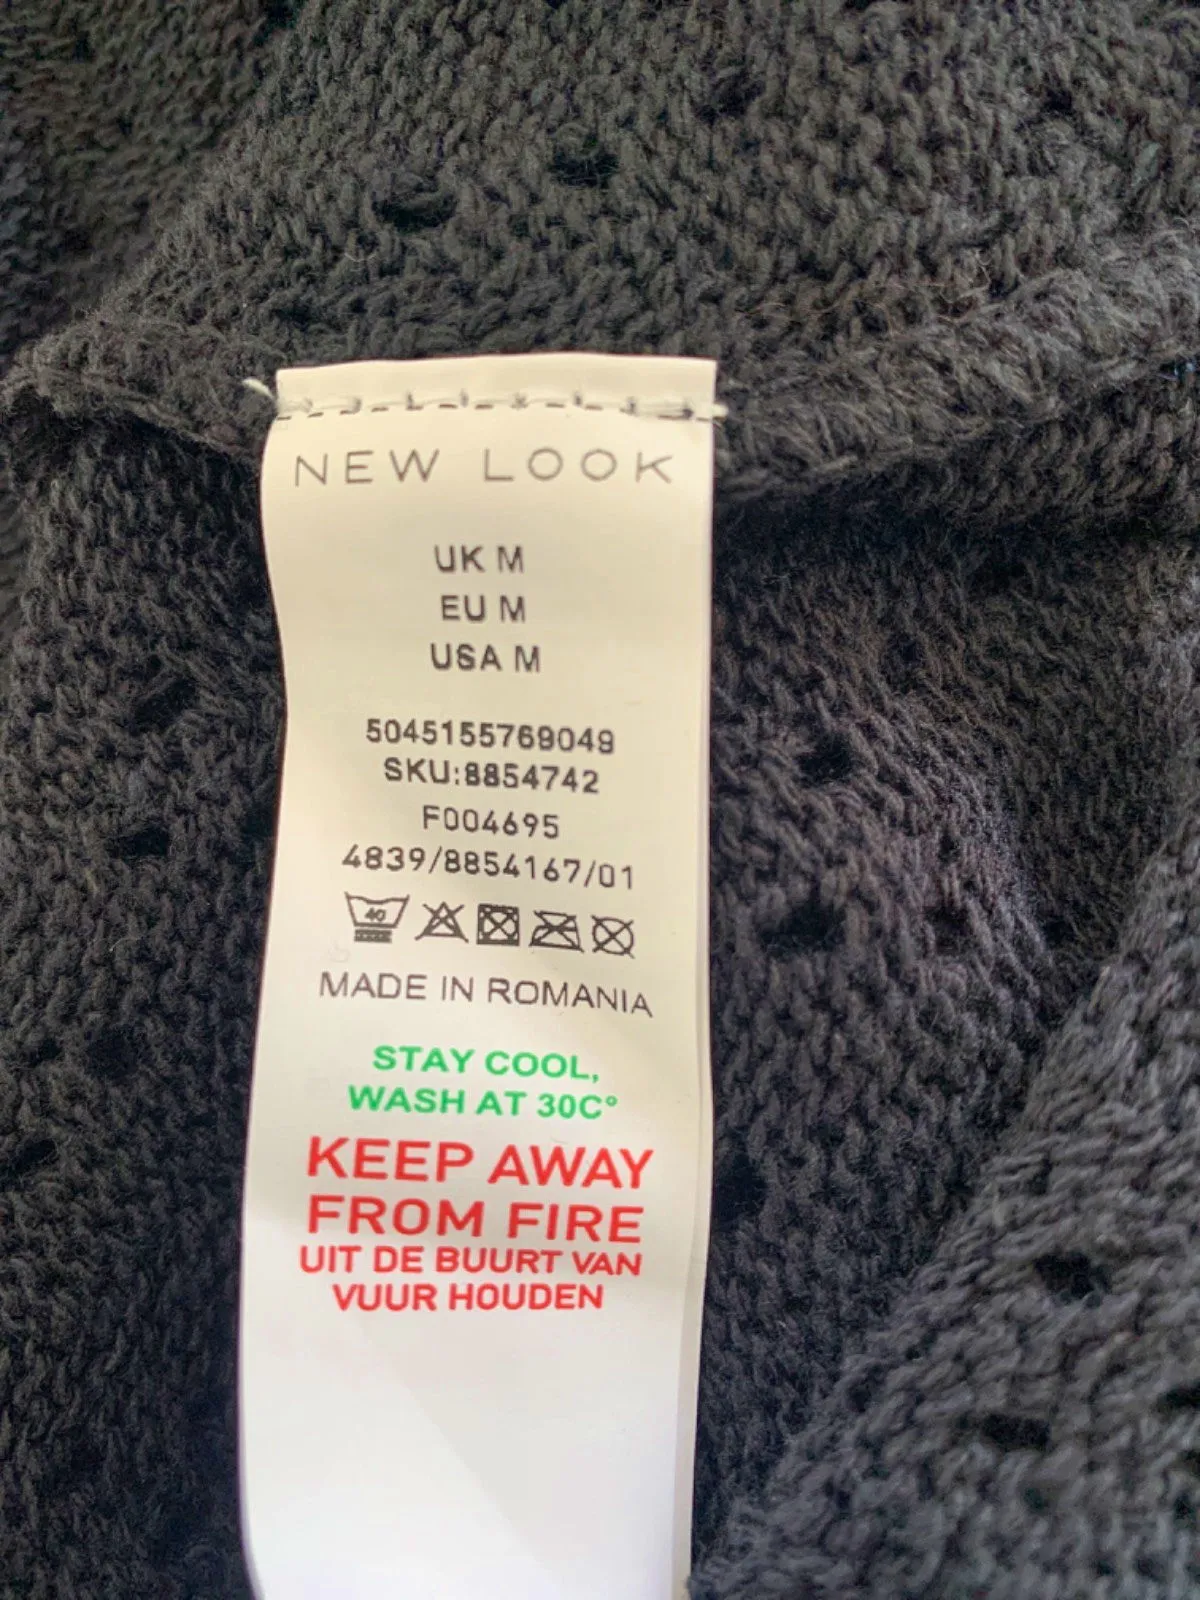 NEW LOOK
UK M
EU M
USA M
5045155769049
SKU:8854742
F004695
4839/8854167/01
40
MADE IN ROMANIA
STAY COOL,
WASH AT 30C°
KEEP AWAY
FROM FIRE
UIT DE BUURT VAN
VUUR HOUDEN